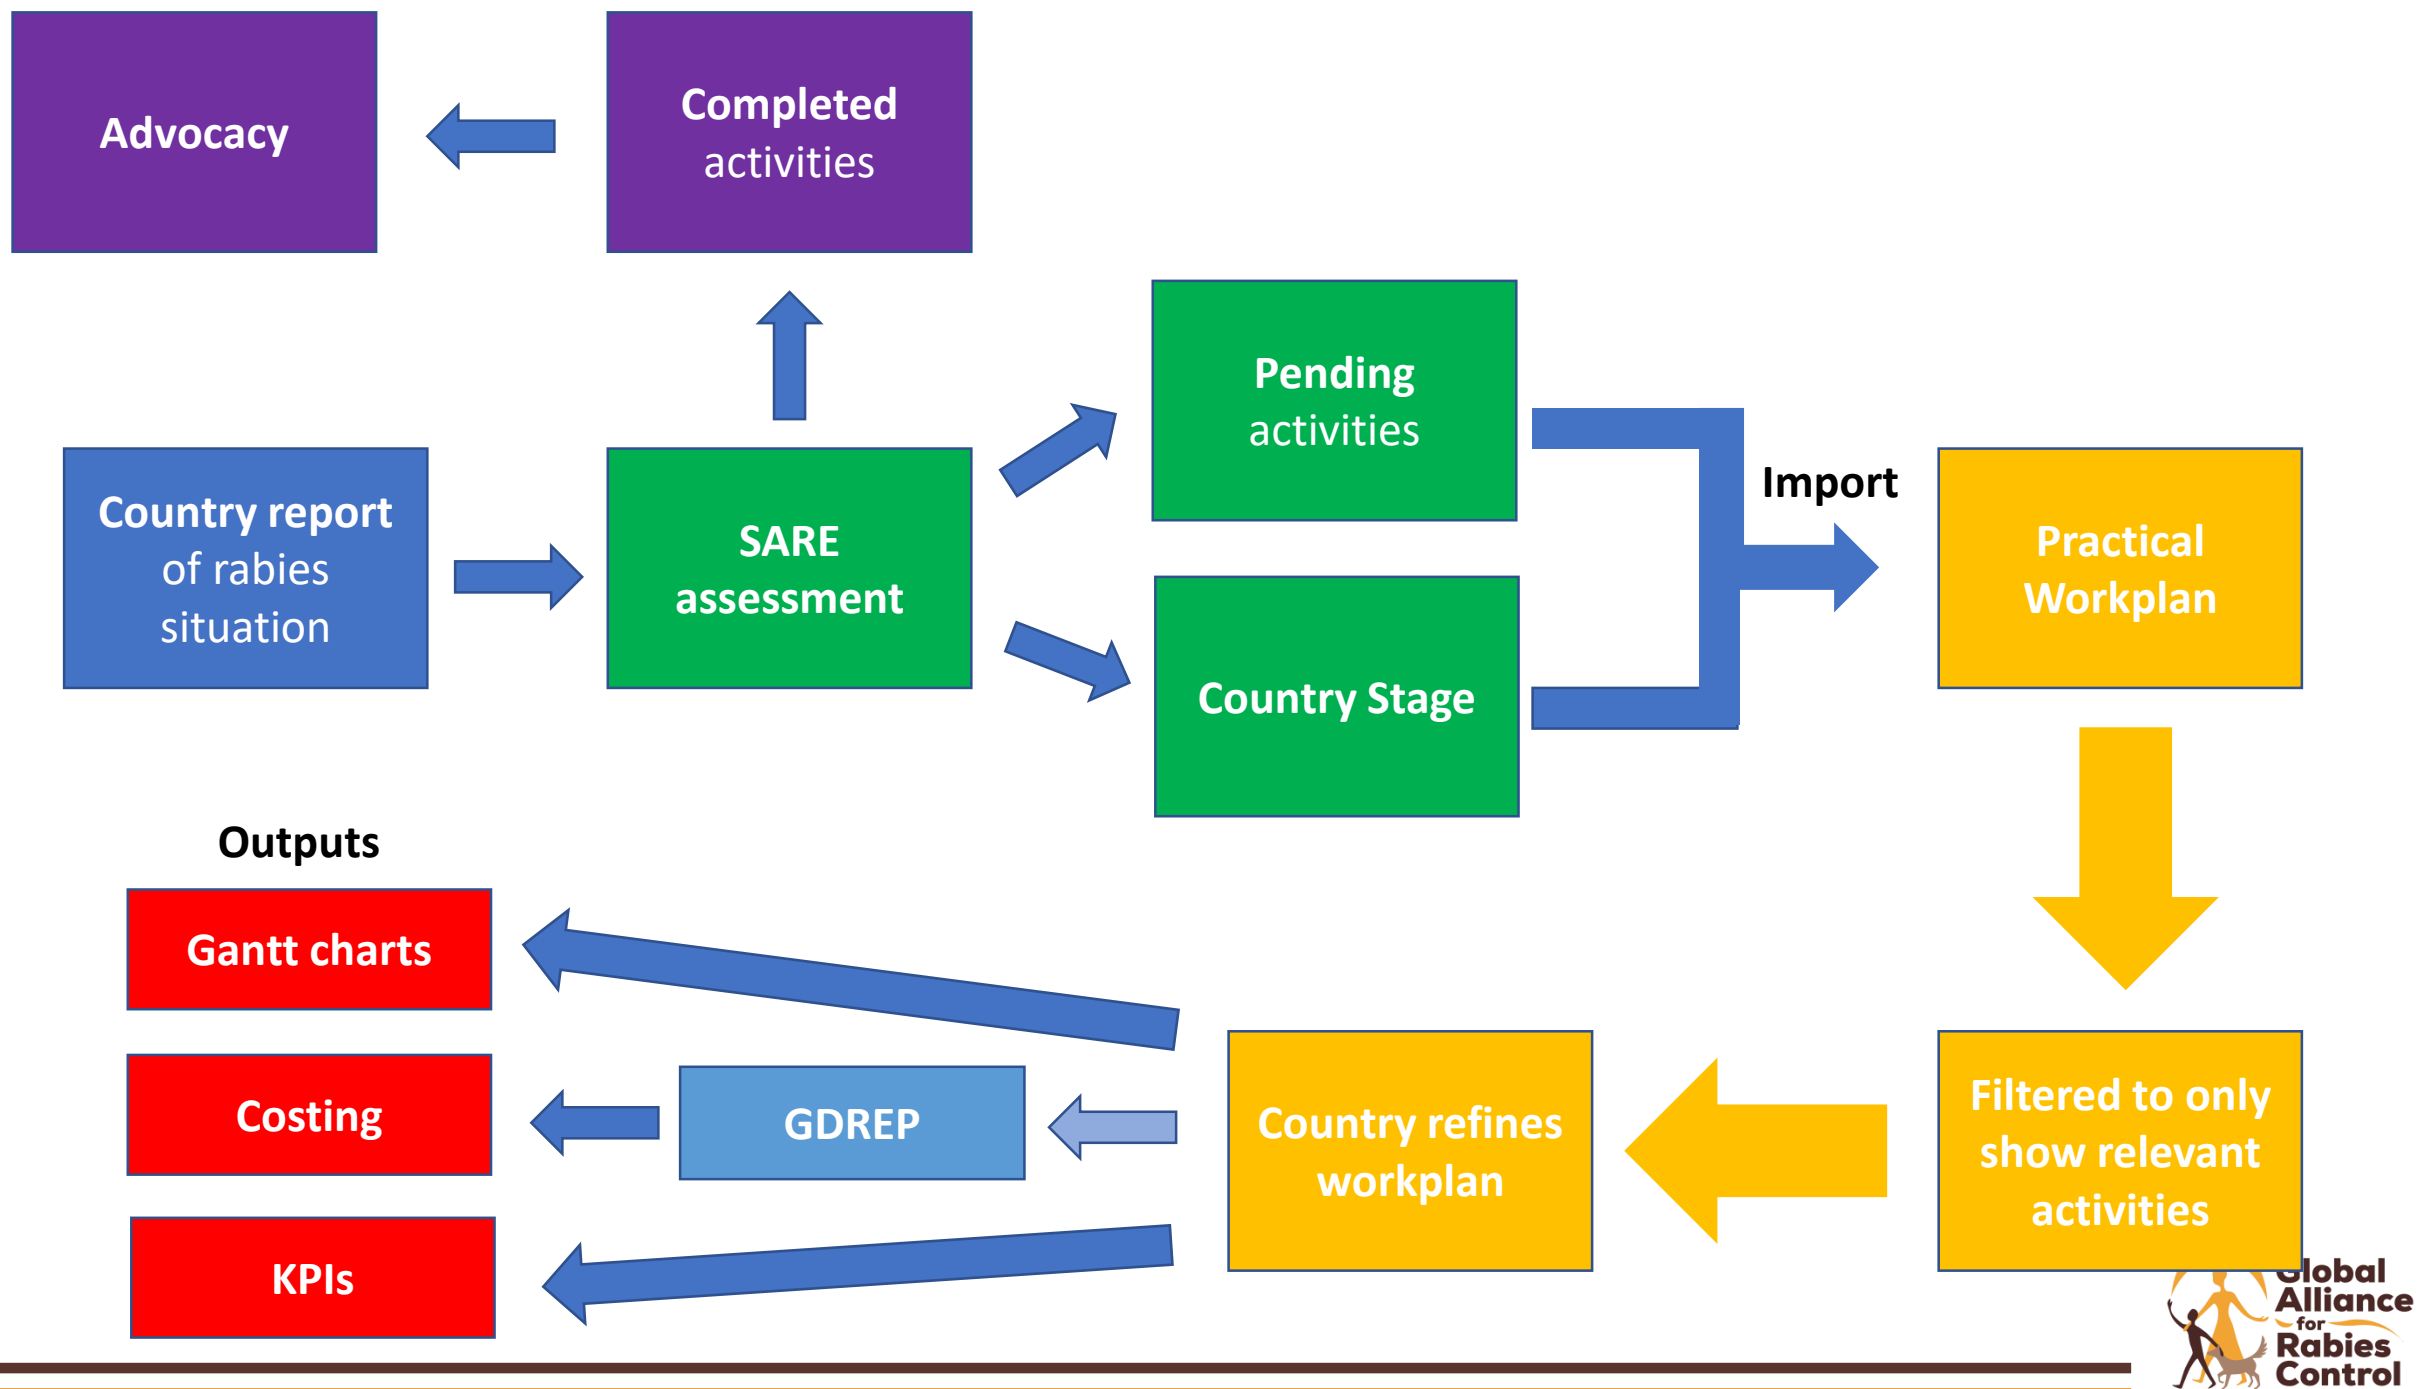 Advocacy
Completed
activities
Pending
activities
Import
Country report
of rabies
situation
SARE
assessment
Country Stage
Practical
Workplan
Outputs
Gantt charts
Costing
KPIs
GDREP
Country refines
workplan
Filtered to only
show relevant
activities
Global
Alliance
for
Rabies
Control